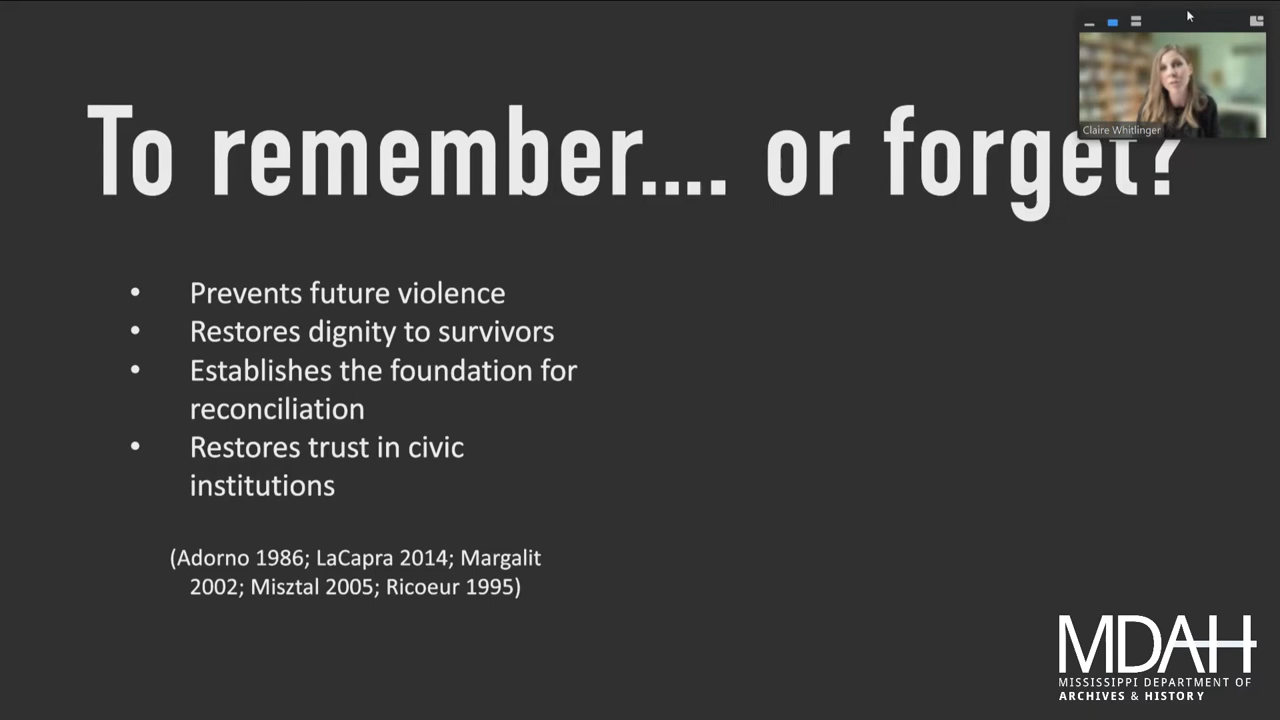 To remember.... or forget?
Claire Whitlinger
• Prevents future violence
• Restores dignity to survivors
• Establishes the foundation for
reconciliation
• Restores trust in civic
institutions
(Adorno 1986; LaCapra 2014; Margalit
2002; Misztal 2005; Ricoeur 1995)
MDAH
MISSISSIPPI DEPARTMENT OF
ARCHIVES & HISTORY